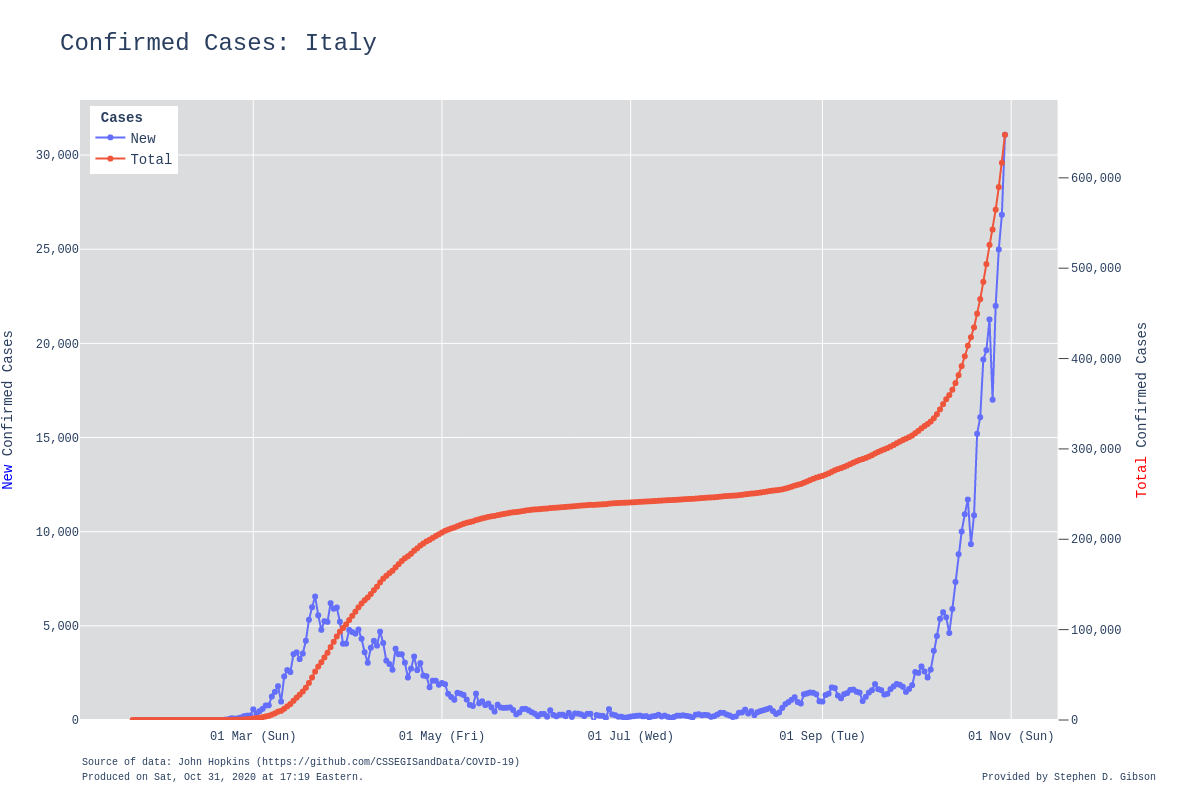 Confirmed Cases: Italy
Cases
New
Total
30,000
25,000
20,000
15,000
10,000
5,000
0
New Confirmed Cases
600,000
500,000
400,000
300,000
200,000
100,000
0
Total Confirmed Cases
01 Mar (Sun)
01 May (Fri)
01 Jul (Wed)
01 Sep (Tue)
01 Nov (Sun)
Source of data: John Hopkins (https://github.com/CSSEGISandData/COVID-19)
Produced on Sat, Oct 31, 2020 at 17:19 Eastern.
Provided by Stephen D. Gibson